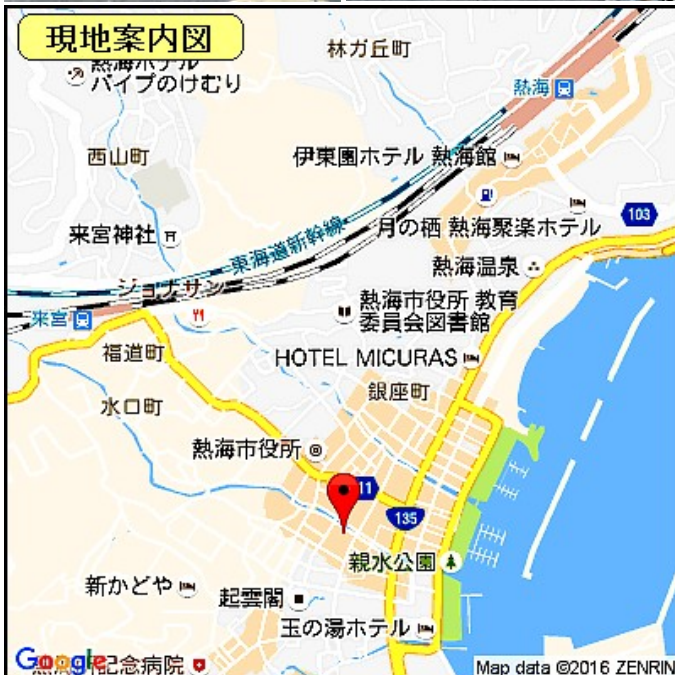 現地案内図
林ガ丘町
熱海ホテル
パイプのけむり
熱海
西山町
伊東園ホテル 熱海館
103
月の栖 熱海聚楽ホテル
来宮神社
東海道新幹線
熱海温泉
ジョナサン
熱海市役所 教育
委員会図書館
来宮
福道町
HOTEL MICURAS
銀座町
水口町
熱海市役所
11
135
親水公園
新かどや
起雲閣
玉の湯ホテル
Google
記念病院
Map data ©2016 ZENRIN